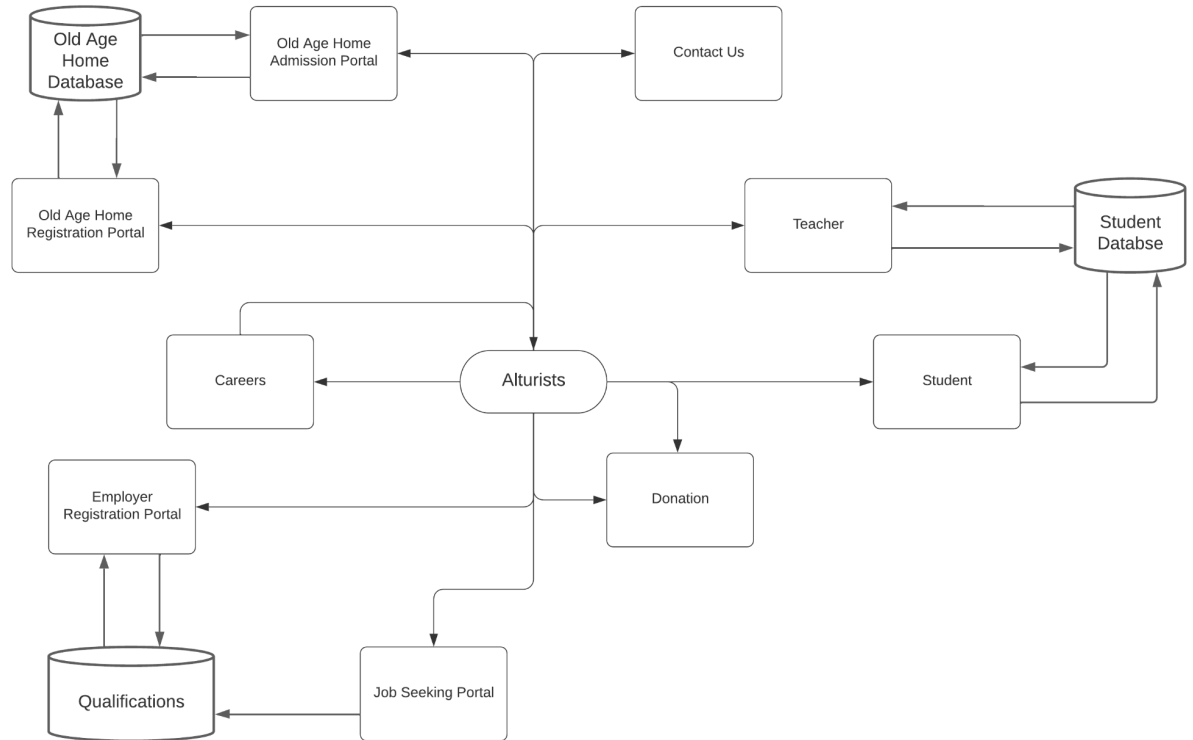 Old Age
Home
Database
Old Age Home
Admission Portal
Contact Us
Old Age Home
Registration Portal
Teacher
Student
Databse
Careers
Alturists
Student
Employer
Registration Portal
Donation
Qualifications
Job Seeking Portal